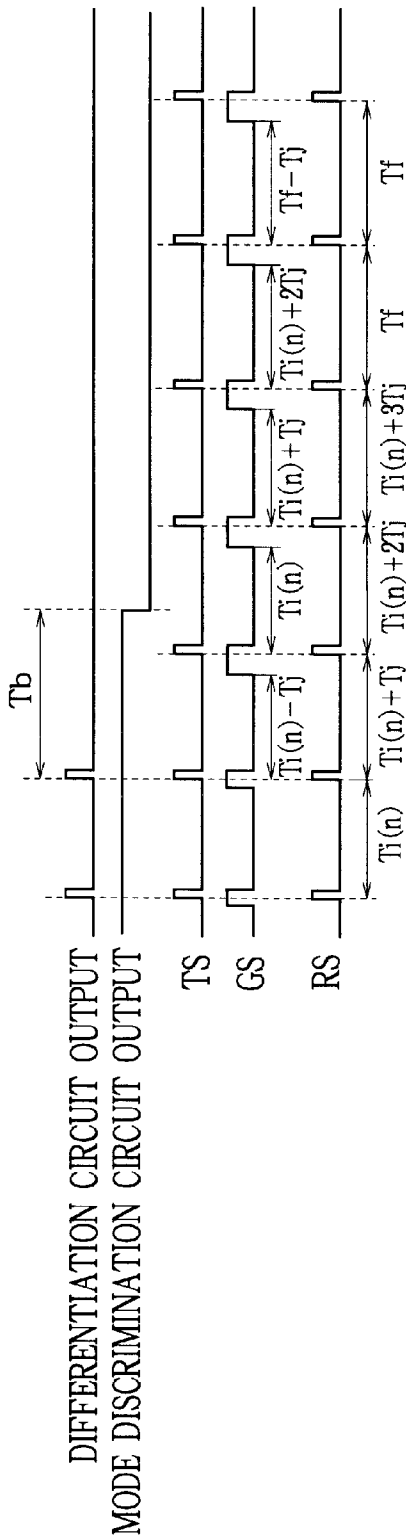 Tb
DIFFERENTIATION CIRCUIT OUTPUT
MODE DISCRIMINATION CIRCUIT OUTPUT
TS
GS
Ti(n)-Tj
Ti(n)
Ti(n)+Tj
Ti(n)+2Tj
Tf-Tj
RS
Ti(n)
Ti(n)+Tj
Ti(n)+2Tj
Ti(n)+3Tj
Tf
Tf